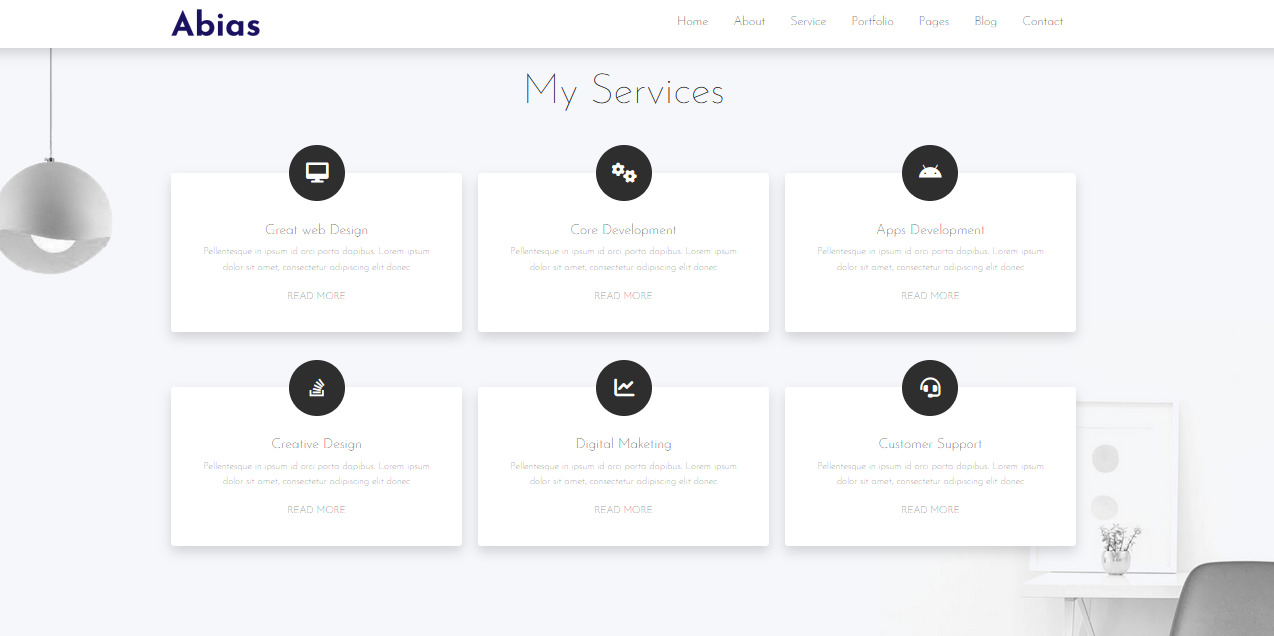 Abias
Home About Service Portfolio Pages Blog Contact
My Services
Great web Design
Pellentesque in ipsum id orci porta dapibus. Lorem ipsum
dolor sit amet, consectetur adipiscing elit donec
READ MORE
Core Development
Pellentesque in ipsum id orci porta dapibus. Lorem ipsum
dolor sit amet, consectetur adipiscing elit donec
READ MORE
Apps Development
Pellentesque in ipsum id orci porta dapibus. Lorem ipsum
dolor sit amet, consectetur adipiscing elit donec
READ MORE
Creative Design
Pellentesque in ipsum id orci porta dapibus. Lorem ipsum
dolor sit amet, consectetur adipiscing elit donec
READ MORE
Digital Maketing
Pellentesque in ipsum id orci porta dapibus. Lorem ipsum
dolor sit amet, consectetur adipiscing elit donec
READ MORE
Customer Support
Pellentesque in ipsum id orci porta dapibus. Lorem ipsum
dolor sit amet, consectetur adipiscing elit donec
READ MORE